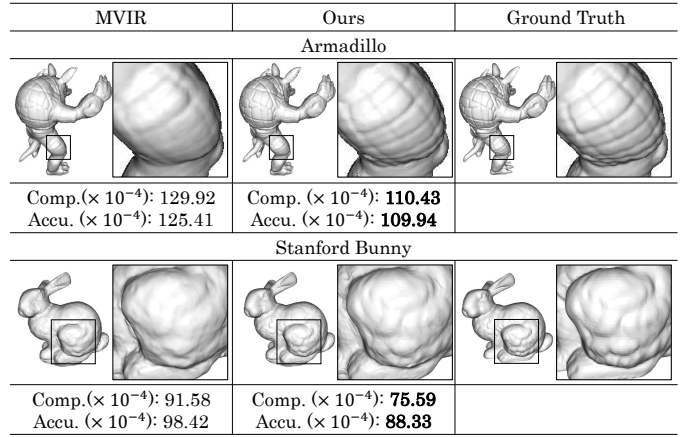 MVIR Ours Ground Truth
Armadillo
Comp.(× 10⁻⁴): 129.92 Comp. (× 10⁻⁴): 110.43
Accu. (× 10⁻⁴): 125.41 Accu. (× 10⁻⁴): 109.94
Stanford Bunny
Comp.(× 10⁻⁴): 91.58 Comp. (× 10⁻⁴): 75.59
Accu. (× 10⁻⁴): 98.42 Accu. (× 10⁻⁴): 88.33